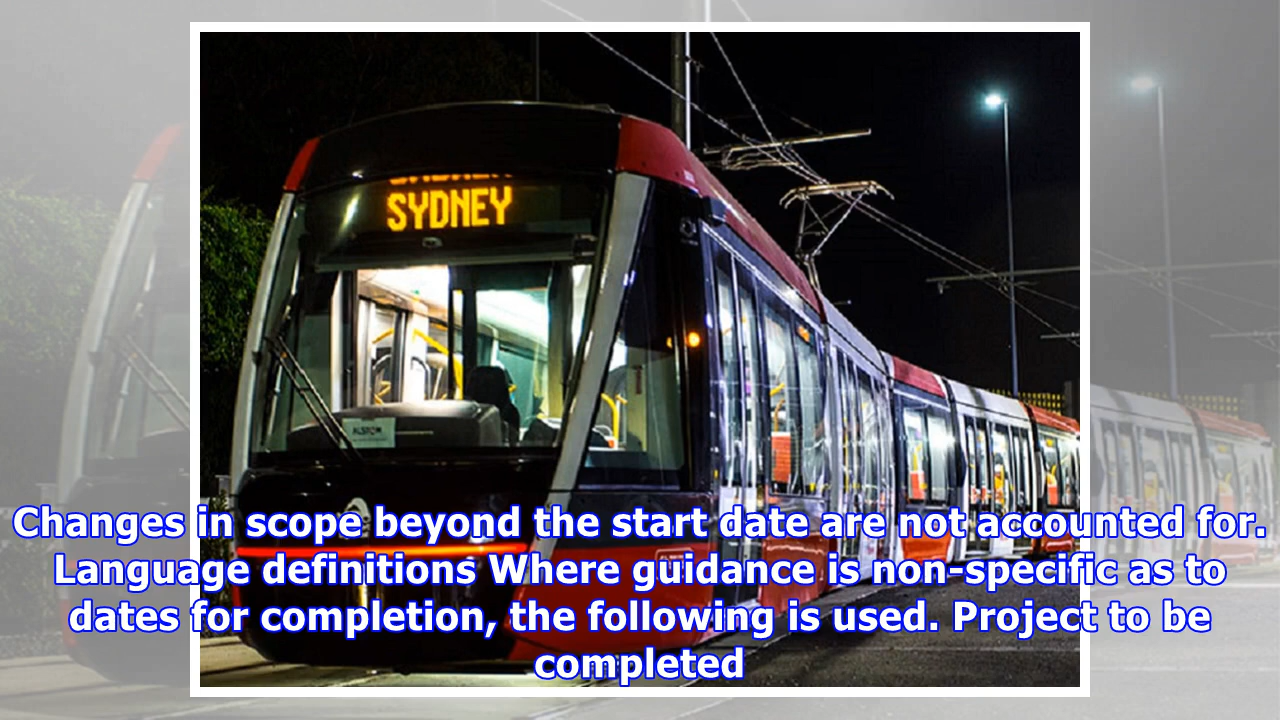 SYDNEY
ALSTOM
Changes in scope beyond the start date are not accounted for.
Language definitions Where guidance is non-specific as to
dates for completion, the following is used. Project to be
completed